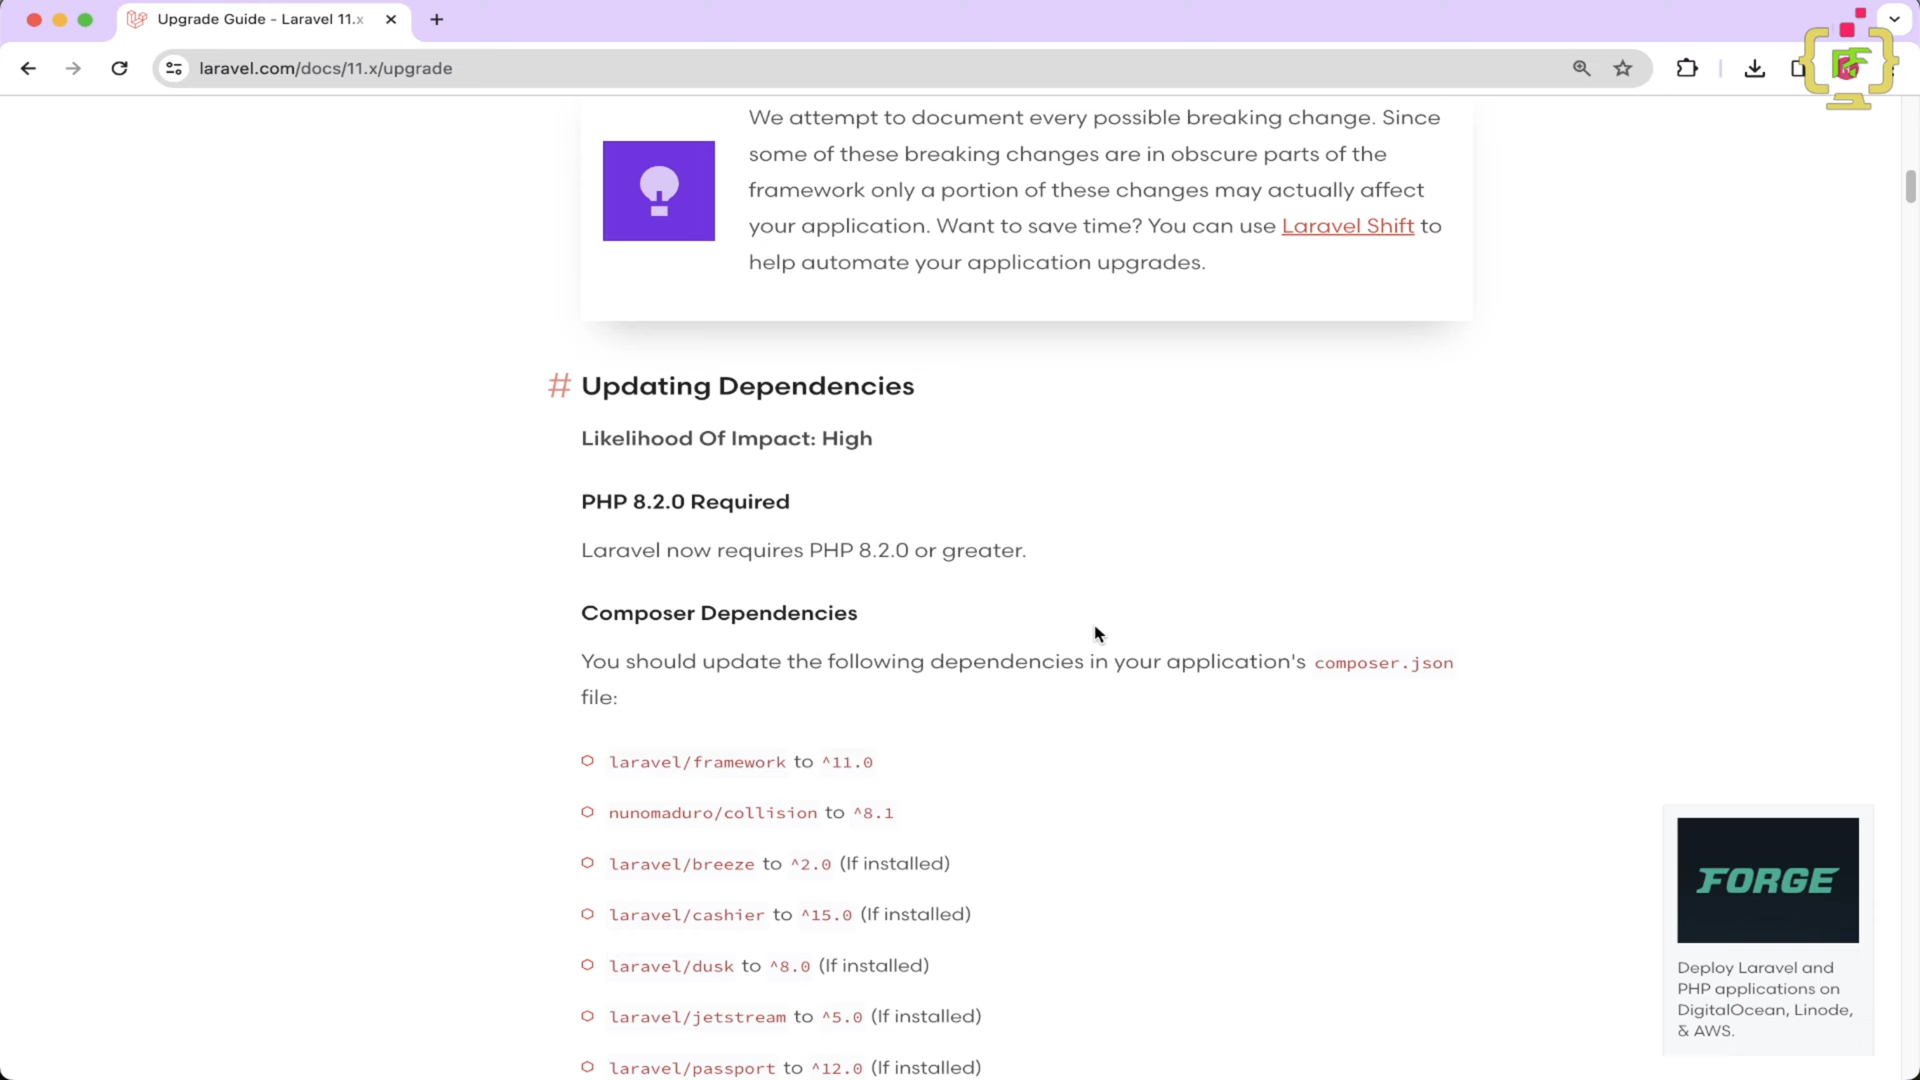 Upgrade Guide - Laravel 11.x
laravel.com/docs/11.x/upgrade
We attempt to document every possible breaking change. Since
some of these breaking changes are in obscure parts of the
framework only a portion of these changes may actually affect
your application. Want to save time? You can use Laravel Shift to
help automate your application upgrades.
# Updating Dependencies
Likelihood Of Impact: High
PHP 8.2.0 Required
Laravel now requires PHP 8.2.0 or greater.
Composer Dependencies
You should update the following dependencies in your application's composer.json
file:
laravel/framework to ^11.0
nunomaduro/collision to ^8.1
laravel/breeze to ^2.0 (If installed)
laravel/cashier to ^15.0 (If installed)
laravel/dusk to ^8.0 (If installed)
laravel/jetstream to ^5.0 (If installed)
laravel/passport to ^12.0 (If installed)
FORGE
Deploy Laravel and
PHP applications on
DigitalOcean, Linode,
& AWS.